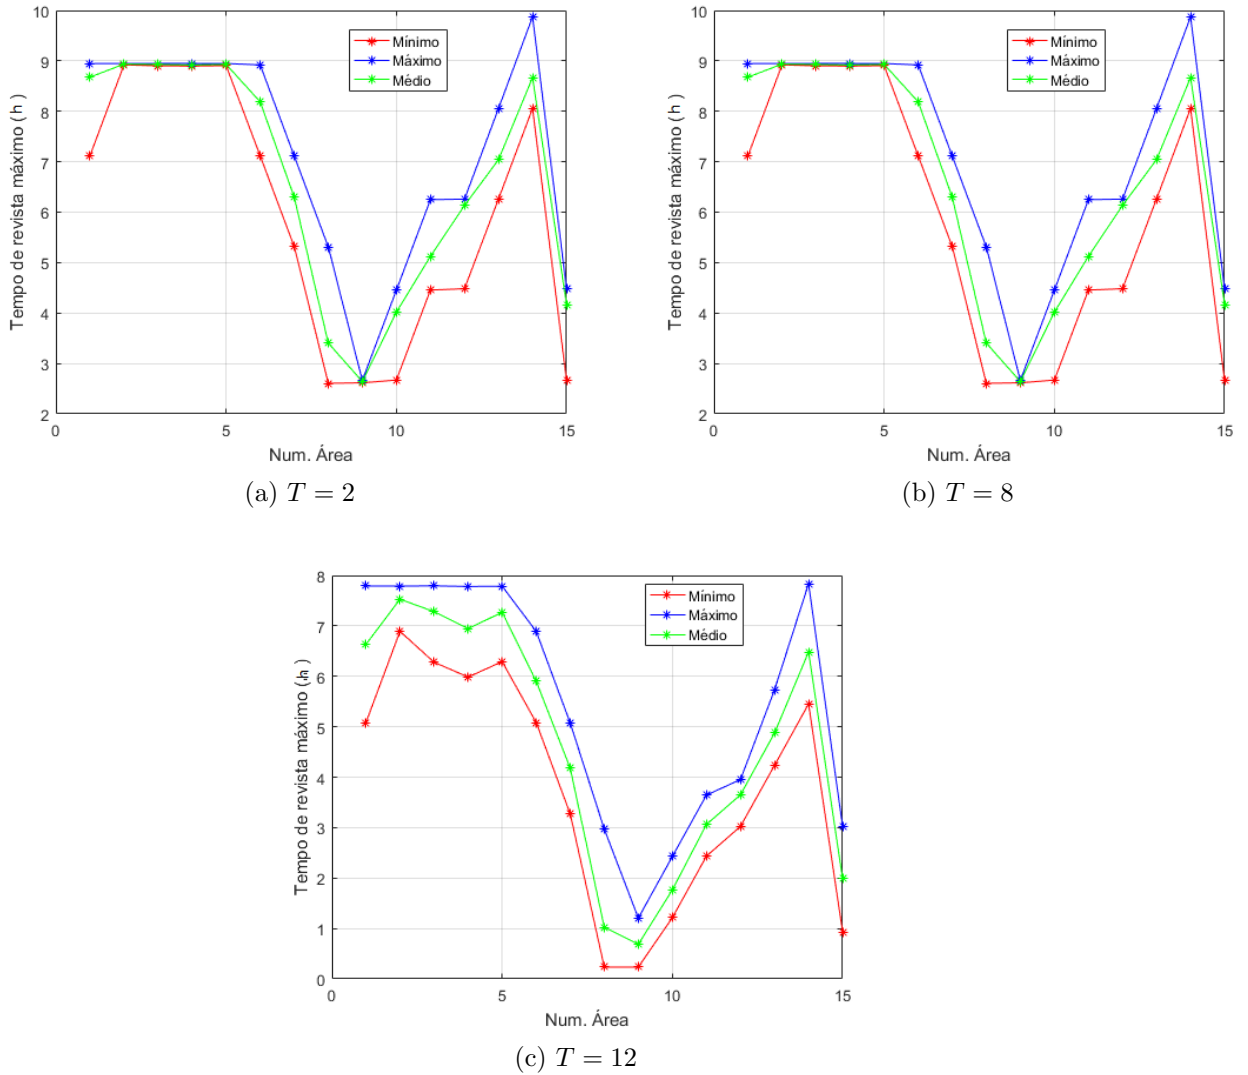 10
9
8
7
6
5
4
3
2
0
5
10
15
Tempo de revista máximo (h)
Num. Área
Mínimo
Máximo
Médio
(a) T = 2
10
9
8
7
6
5
4
3
2
0
5
10
15
Tempo de revista máximo (h)
Num. Área
Mínimo
Máximo
Médio
(b) T = 8
8
7
6
5
4
3
2
1
0
0
5
10
15
Tempo de revista máximo (h)
Num. Área
Mínimo
Máximo
Médio
(c) T = 12